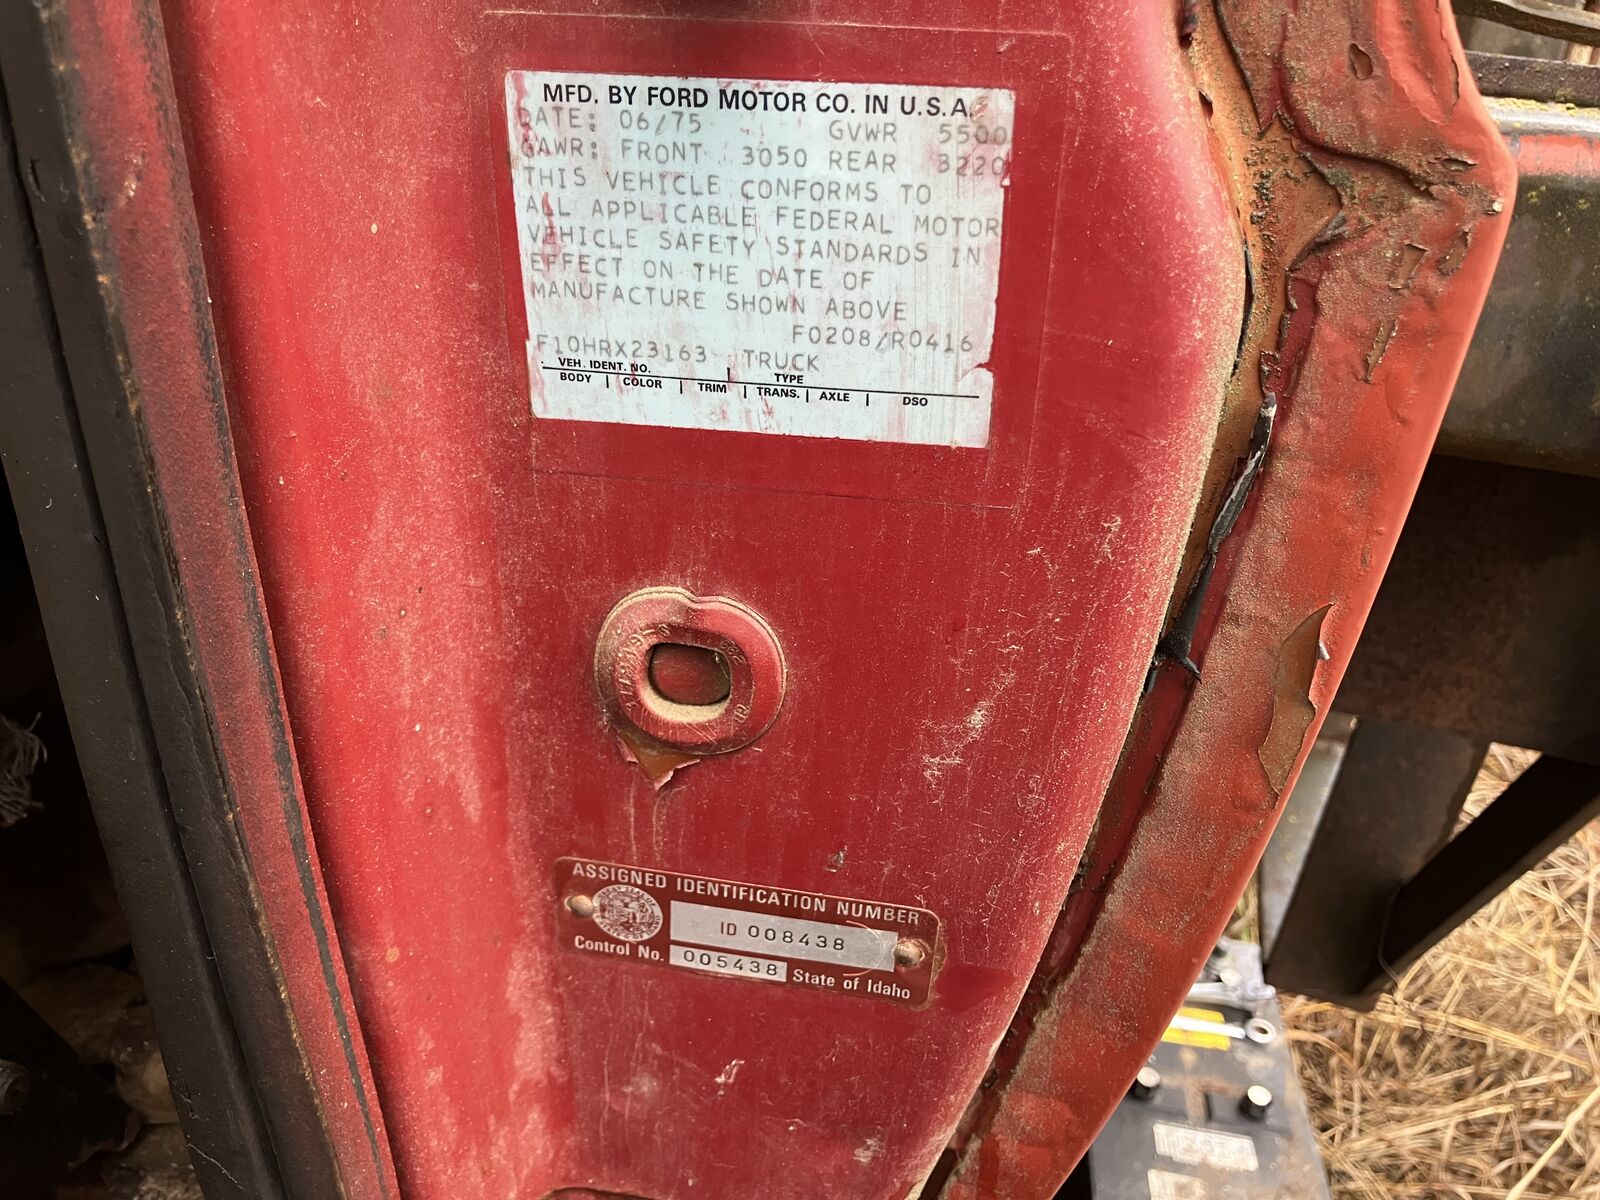 MFD. BY FORD MOTOR CO. IN U.S.A.
DATE: 06/75 GVWR 5500
GAWR: FRONT 3050 REAR 3220
THIS VEHICLE CONFORMS TO
ALL APPLICABLE FEDERAL MOTOR
VEHICLE SAFETY STANDARDS IN
EFFECT ON THE DATE OF
MANUFACTURE SHOWN ABOVE
F0208/R0416
F10HRX23163 TRUCK
VEH. IDENT. NO. TYPE
BODY COLOR TRIM TRANS. AXLE DSO
ASSIGNED IDENTIFICATION NUMBER
ID 008438
Control No. 005438 State of Idaho